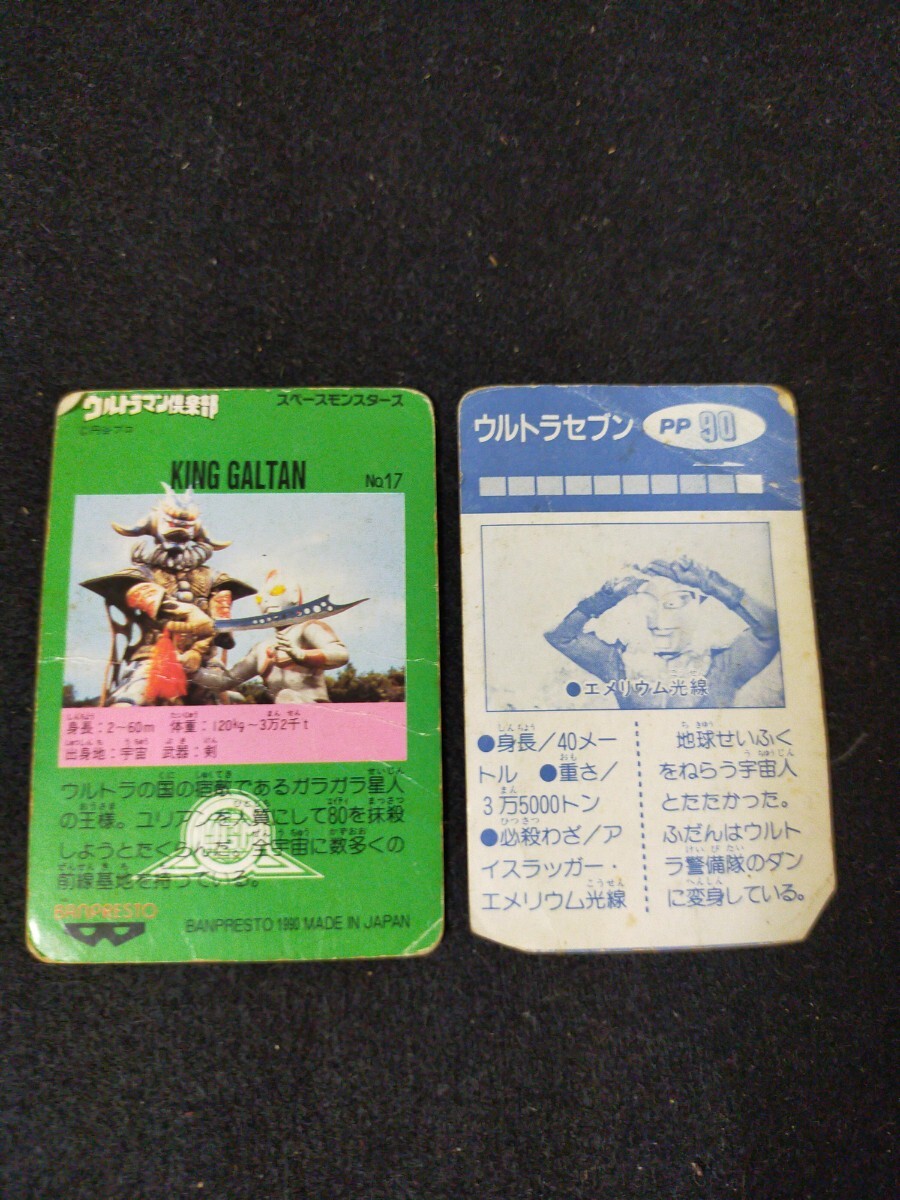 ウルトラマン倶楽部
スペースモンスターズ
©円谷プロ
KING GALTAN
No.17
身長：2～60m 体重：120kg～3万2千t
出身地：宇宙 武器：剣
ウルトラの国の宿敵であるガラガラ星人
の王様。ユリアンを人質にして80を抹殺
しようとたくらんだ。全宇宙に数多くの
前線基地を持っている。
BANPRESTO
BANPRESTO 1990 MADE IN JAPAN
ウルトラセブン
PP 90
●エメリウム光線
●身長/40メー
トル ●重さ/
3万5000トン
●必殺わざ/ア
イスラッガー・
エメリウム光線
地球せいふく
をねらう宇宙人
とたたかった。
ふだんはウルト
ラ警備隊のダン
に変身している。